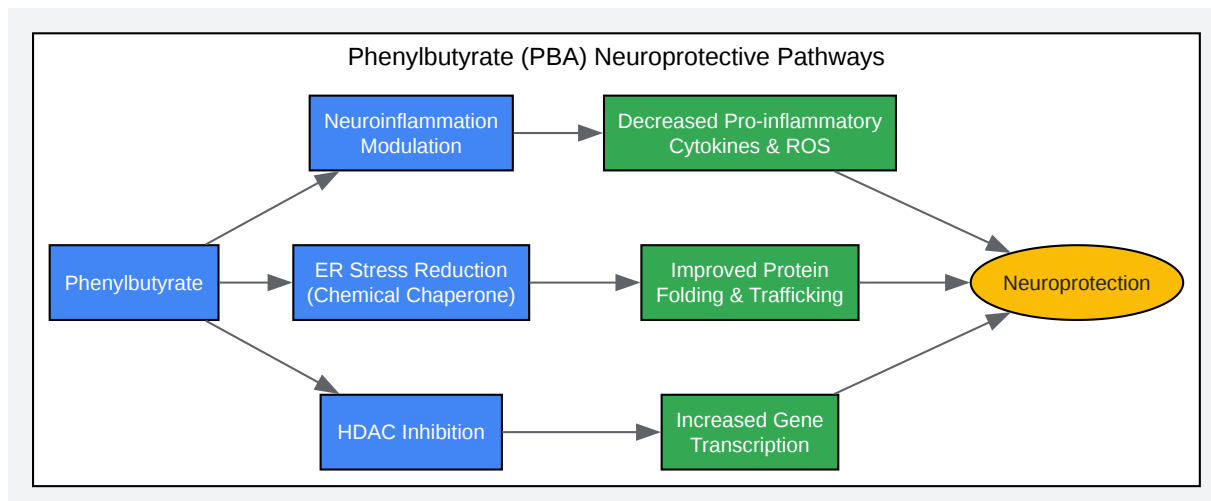 Phenylbutyrate (PBA) Neuroprotective Pathways
Neuroinflammation
Modulation
Decreased Pro-inflammatory
Cytokines & ROS
Phenylbutyrate
ER Stress Reduction
(Chemical Chaperone)
Improved Protein
Folding & Trafficking
Neuroprotection
HDAC Inhibition
Increased Gene
Transcription